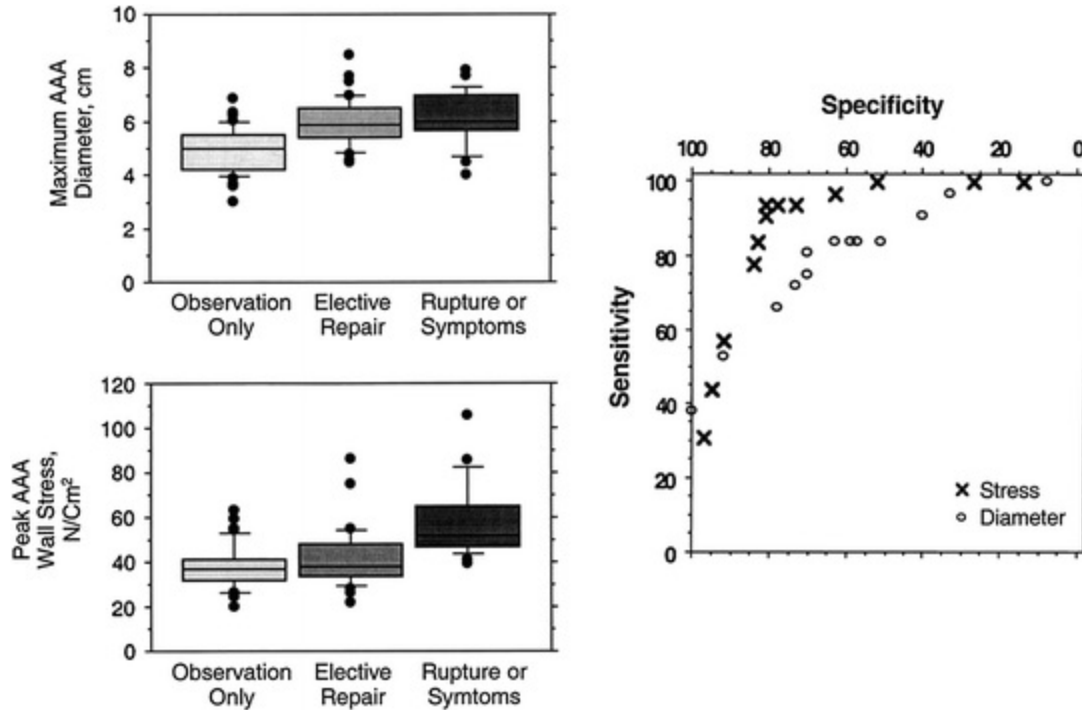 Maximum AAA
Diameter, cm
10
8
6
4
2
0
Observation
Only
Elective
Repair
Rupture or
Symptoms
Peak AAA
Wall Stress,
N/Cm²
120
100
80
60
40
20
0
Observation
Only
Elective
Repair
Rupture or
Symtoms
Specificity
100 80 60 40 20 0
Sensitivity
100
80
60
40
20
0
Stress
Diameter